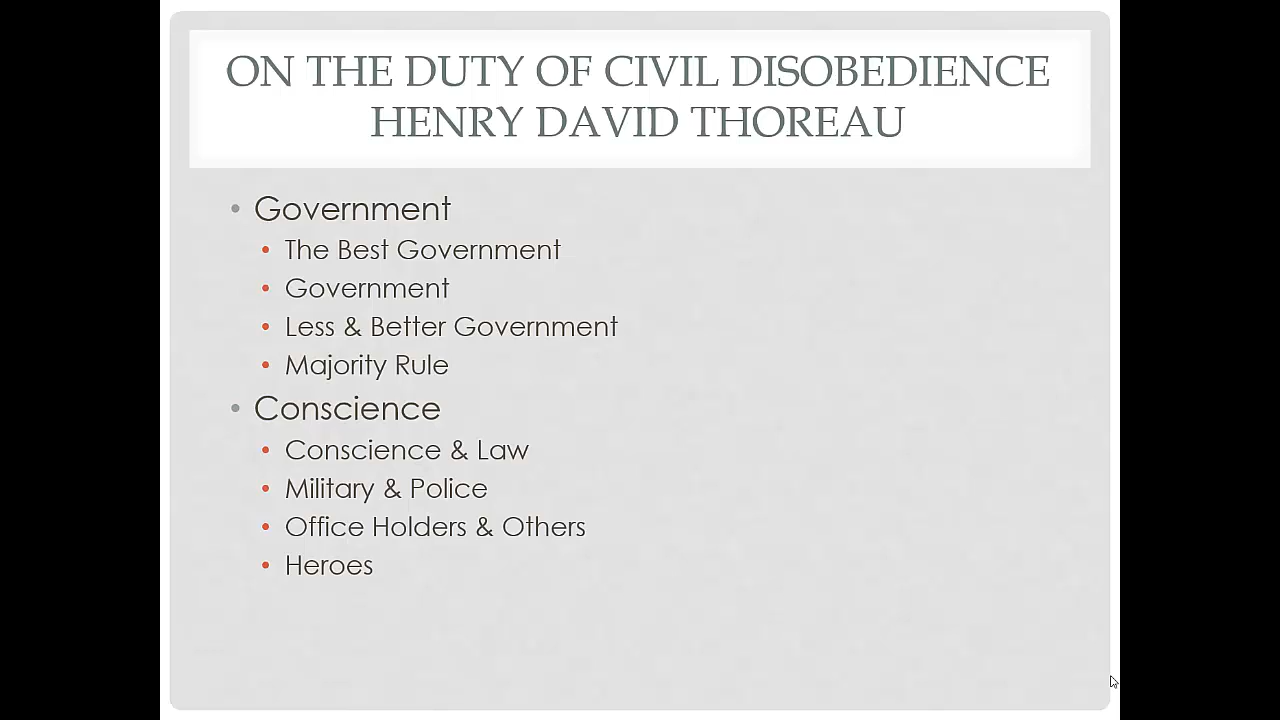 ON THE DUTY OF CIVIL DISOBEDIENCE
HENRY DAVID THOREAU
• Government
• The Best Government
• Government
• Less & Better Government
• Majority Rule
• Conscience
• Conscience & Law
• Military & Police
• Office Holders & Others
• Heroes